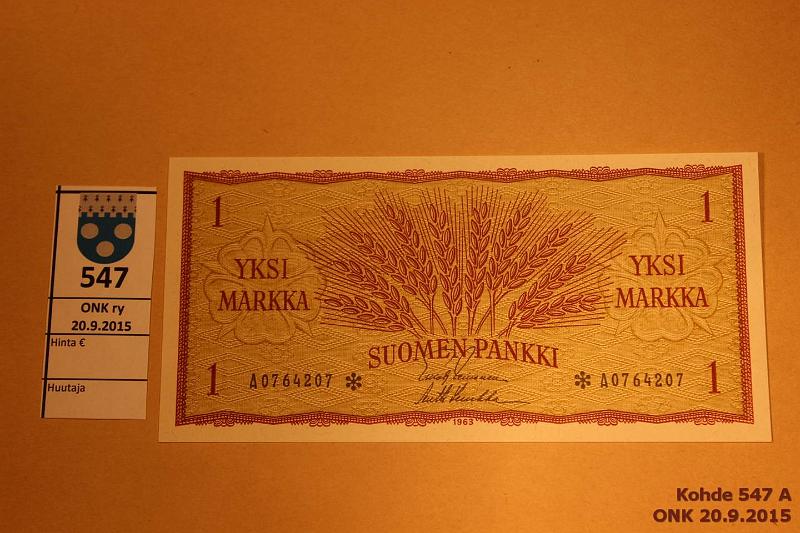 547
ONK ry
20.9.2015
Hinta €
Huutaja
1
1
YKSI
MARKKA
YKSI
MARKKA
SUOMEN PANKKI
1
A0764207 *
* A0764207
1
1963
Kohde 547 A
ONK 20.9.2015